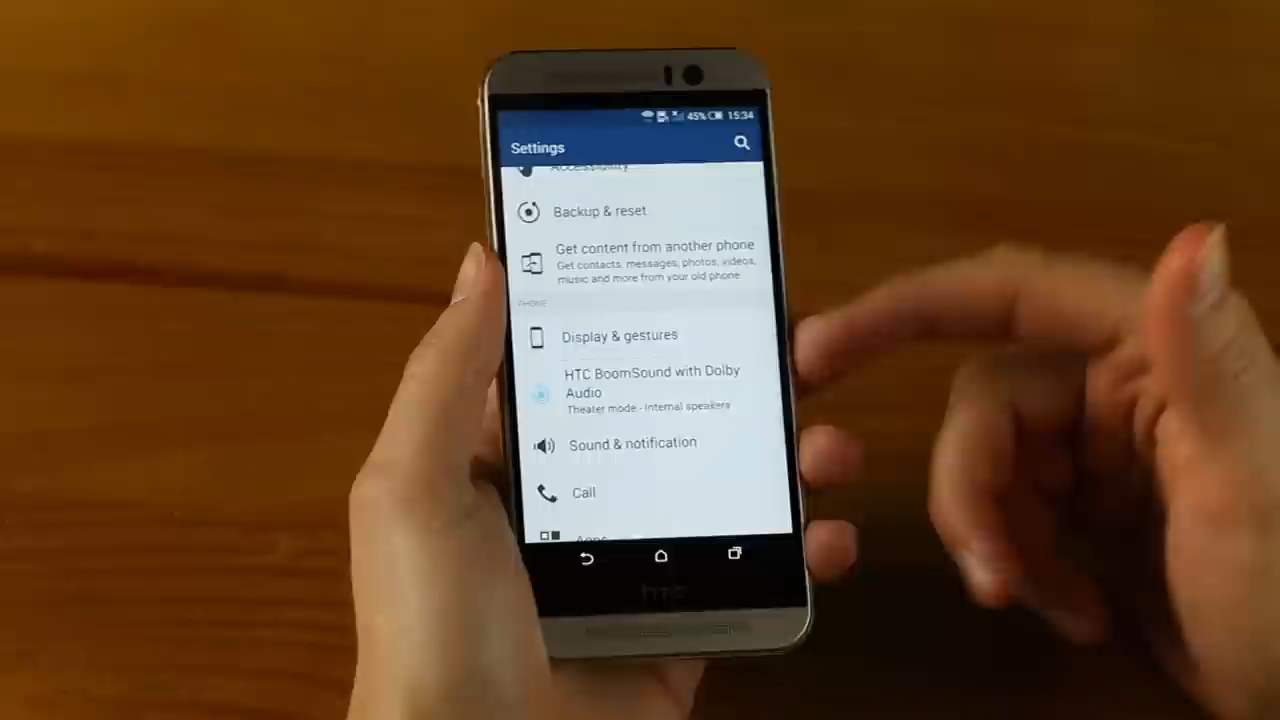 45% 15:34
Settings
Accessibility
Backup & reset
Get content from another phone
Get contacts, messages, photos, videos,
music and more from your old phone
PHONE
Display & gestures
HTC BoomSound with Dolby
Audio
Theater mode - Internal speakers
Sound & notification
Call
Apps
hTC